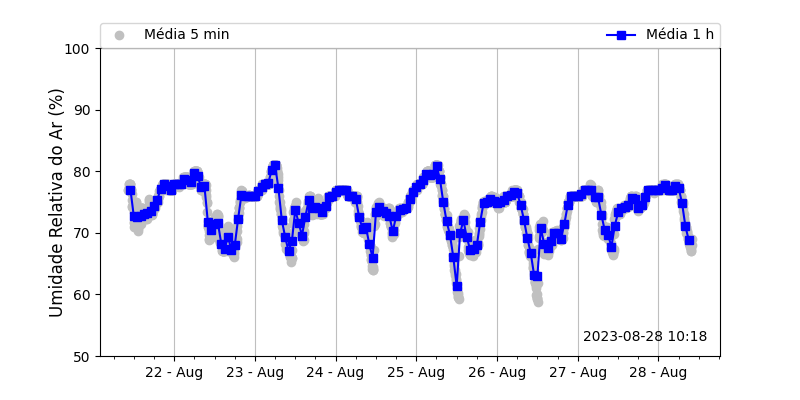 Média 5 min
Média 1 h
Umidade Relativa do Ar (%)
100
90
80
70
60
50
2023-08-28 10:18
22 - Aug
23 - Aug
24 - Aug
25 - Aug
26 - Aug
27 - Aug
28 - Aug